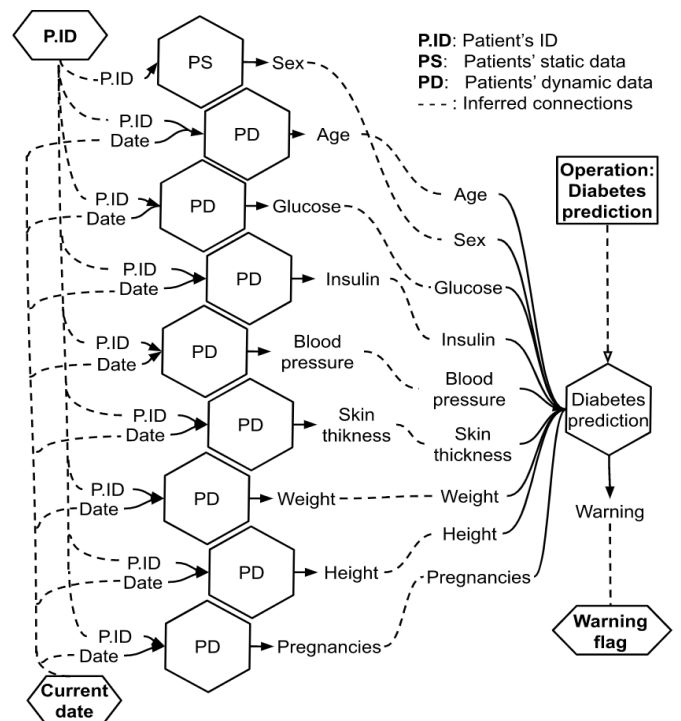 P.ID
P.ID: Patient's ID
PS: Patients' static data
PD: Patients' dynamic data
---- : Inferred connections
P.ID
PS
Sex
P.ID
Date
PD
Age
P.ID
Date
PD
Glucose
P.ID
Date
PD
Insulin
P.ID
Date
PD
Blood
pressure
P.ID
Date
PD
Skin
thikness
P.ID
Date
PD
Weight
P.ID
Date
PD
Height
P.ID
Date
PD
Pregnancies
Current
date
Age
Sex
Glucose
Insulin
Blood
pressure
Skin
thickness
Weight
Height
Pregnancies
Operation:
Diabetes
prediction
Diabetes
prediction
Warning
Warning
flag